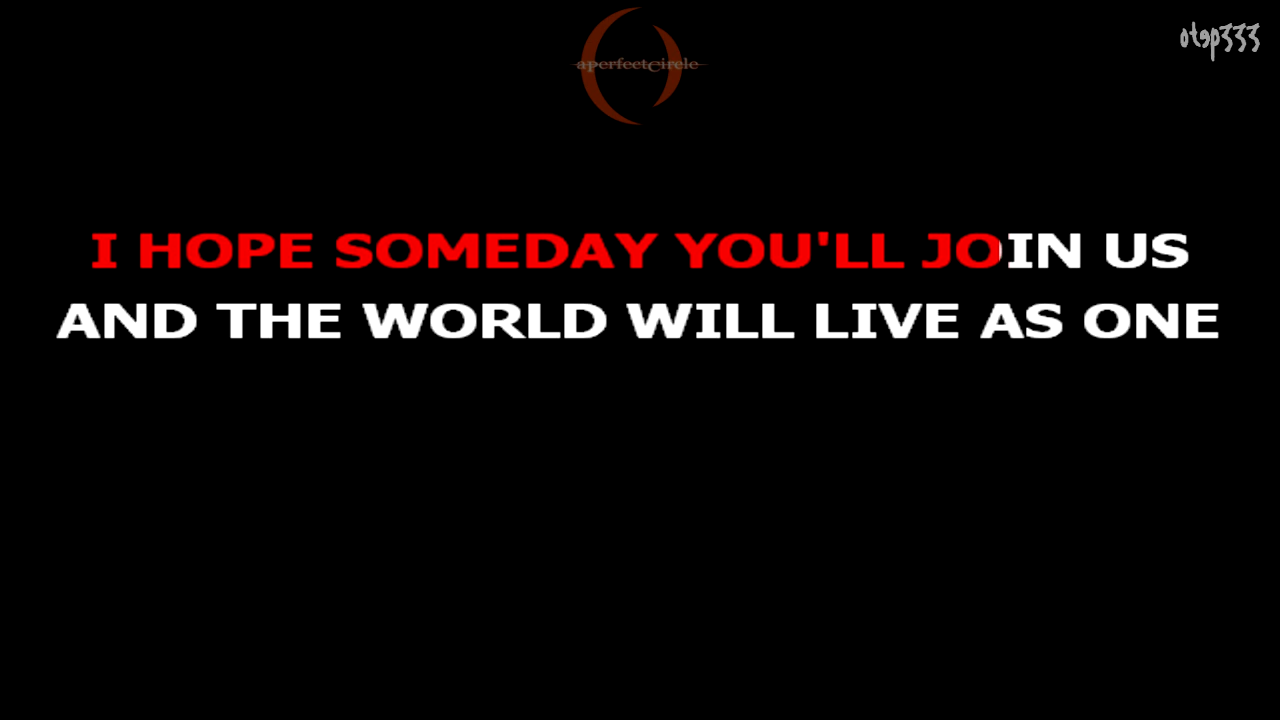 aperfectcircle
otep333
I HOPE SOMEDAY YOU'LL JOIN US
AND THE WORLD WILL LIVE AS ONE